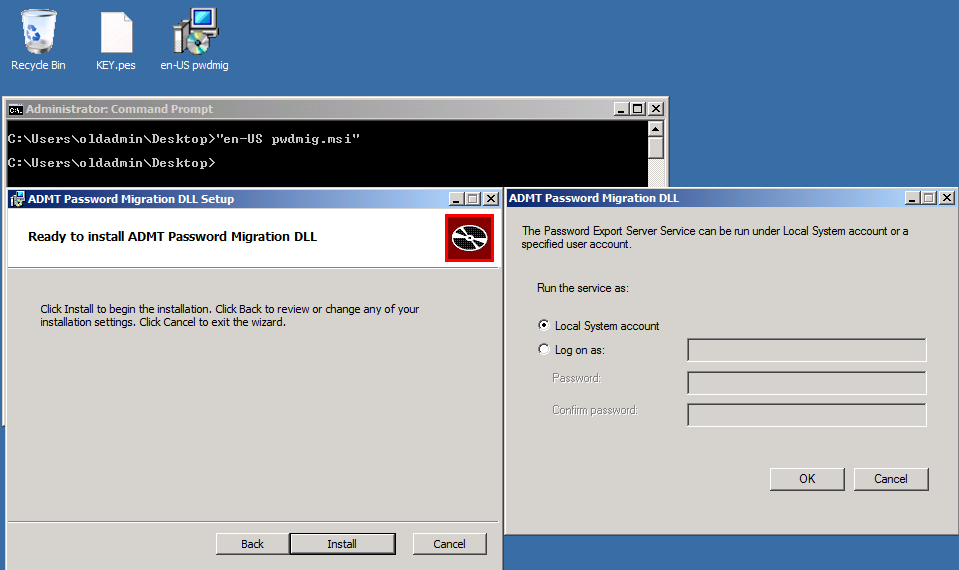 Recycle Bin
KEY.pes
en-US pwdmig
Administrator: Command Prompt
C:\Users\oldadmin\Desktop>"en-US pwdmig.msi"
C:\Users\oldadmin\Desktop>
ADMT Password Migration DLL Setup
Ready to install ADMT Password Migration DLL
Click Install to begin the installation. Click Back to review or change any of your
installation settings. Click Cancel to exit the wizard.
Back
Install
Cancel
ADMT Password Migration DLL
The Password Export Server Service can be run under Local System account or a
specified user account.
Run the service as:
Local System account
Log on as:
Password:
Confirm password:
OK
Cancel